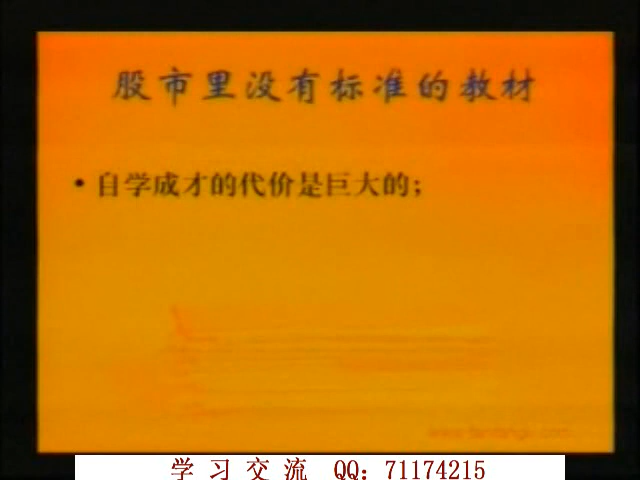 股市里没有标准的教材
• 自学成才的代价是巨大的；
学 习 交 流 QQ：71174215